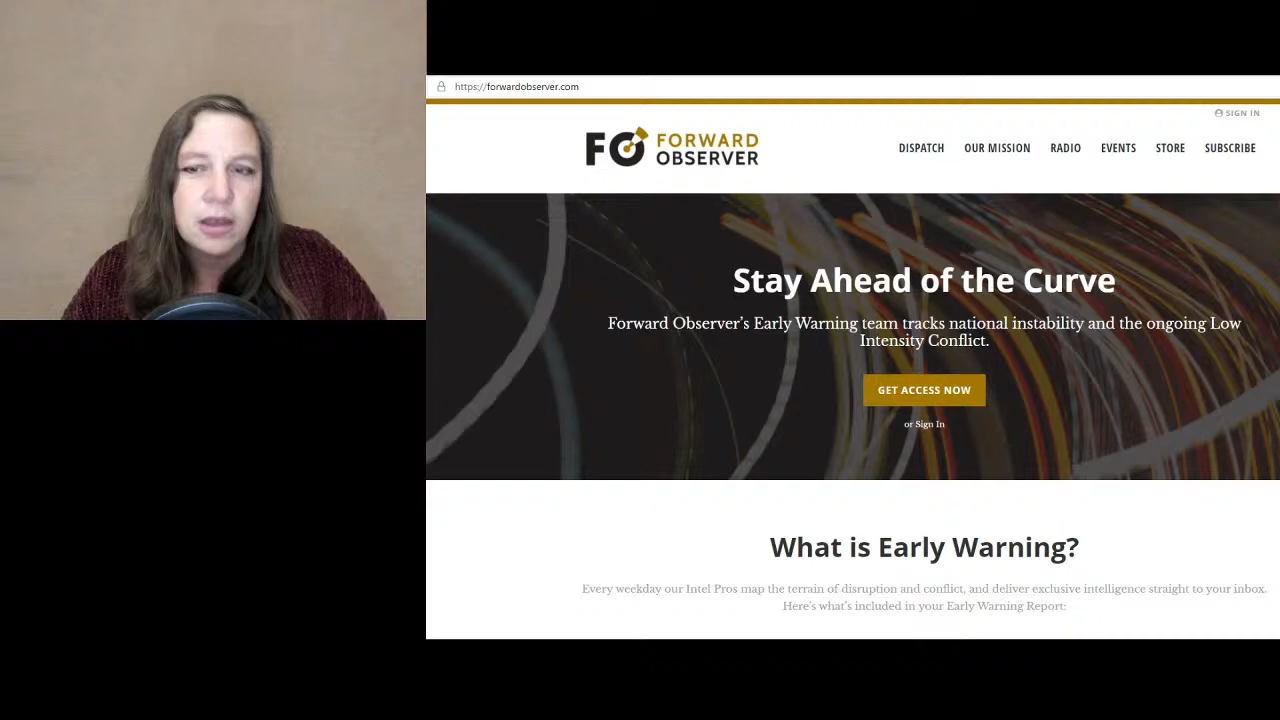 https://forwardobserver.com
SIGN IN
FO FORWARD
OBSERVER
DISPATCH OUR MISSION RADIO EVENTS STORE SUBSCRIBE
Stay Ahead of the Curve
Forward Observer's Early Warning team tracks national instability and the ongoing Low
Intensity Conflict.
GET ACCESS NOW
or Sign In
What is Early Warning?
Every weekday our Intel Pros map the terrain of disruption and conflict, and deliver exclusive intelligence straight to your inbox.
Here's what's included in your Early Warning Report: